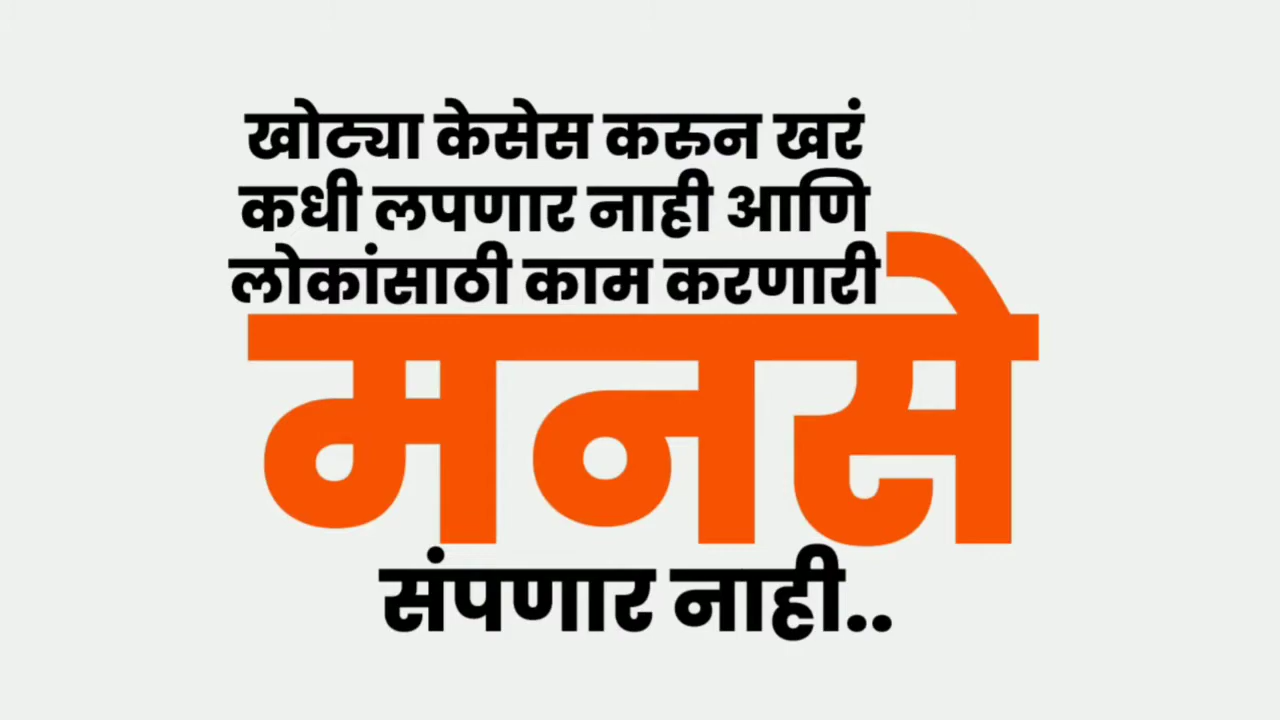 खोट्या केसेस करुन खरं
कधी लपणार नाही आणि
लोकांसाठी काम करणारी
मनसे
संपणार नाही..